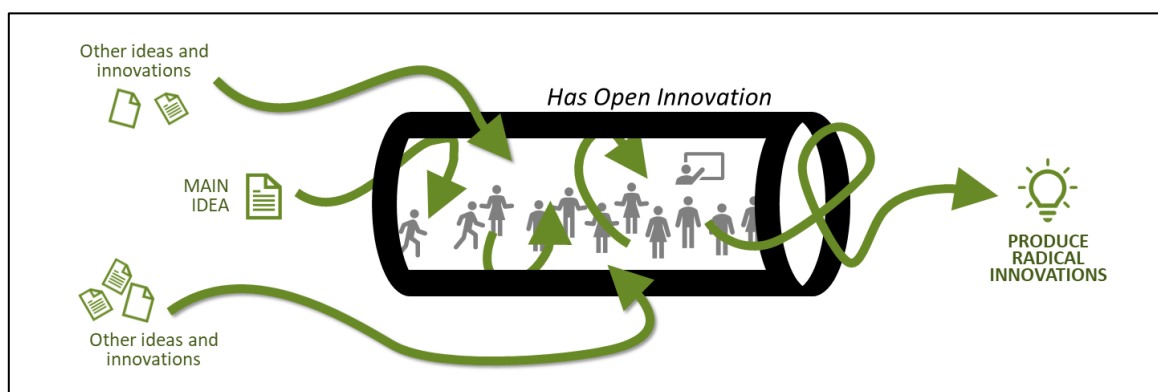 Other ideas and
innovations
Has Open Innovation
MAIN
IDEA
PRODUCE
RADICAL
INNOVATIONS
Other ideas and
innovations